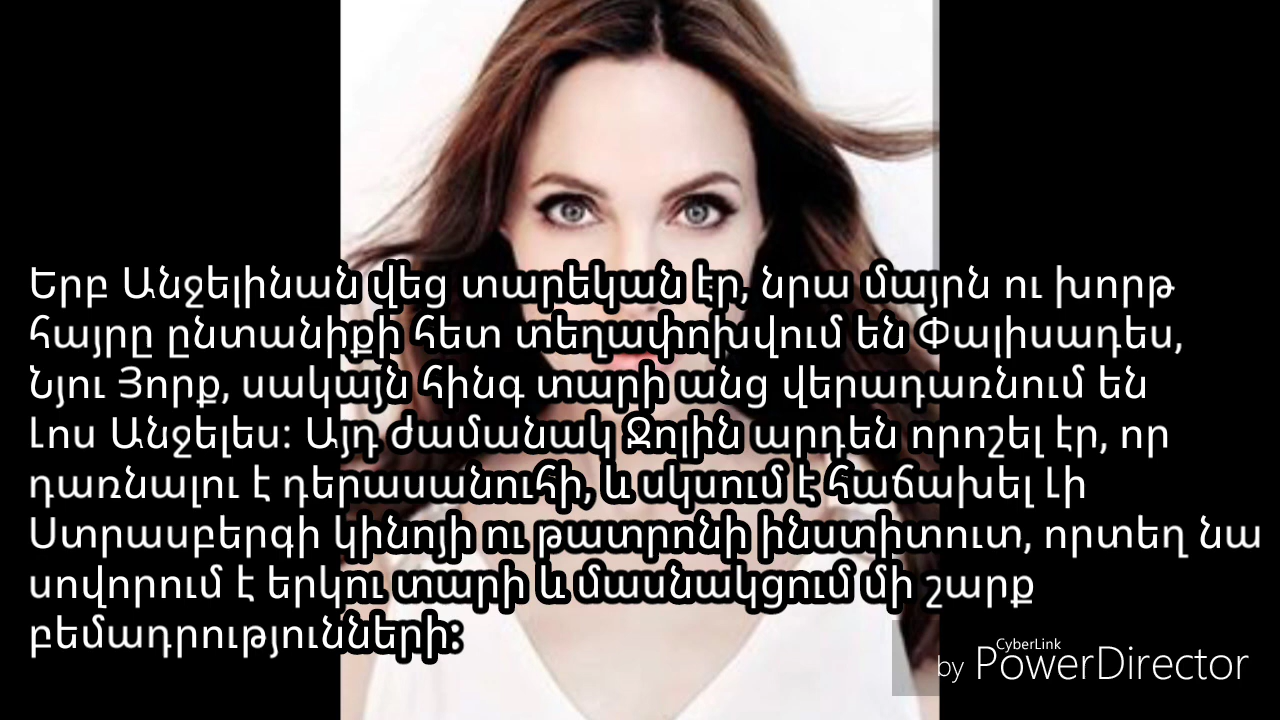 Երբ Անջելինան վեց տարեկան էր, նրա մայրն ու խորթ
հայրը ընտանիքի հետ տեղափոխվում են Փալիսադես,
Նյու Յորք, սակայն հինգ տարի անց վերադառնում են
Լոս Անջելես: Այդ ժամանակ Ջոլին արդեն որոշել էր, որ
դառնալու է դերասանուհի, և սկսում է հաճախել Լի
Ստրասբերգի կինոյի ու թատրոնի ինստիտուտ, որտեղ նա
սովորում է երկու տարի և մասնակցում մի շարք
բեմադրությունների:
CyberLink
by PowerDirector